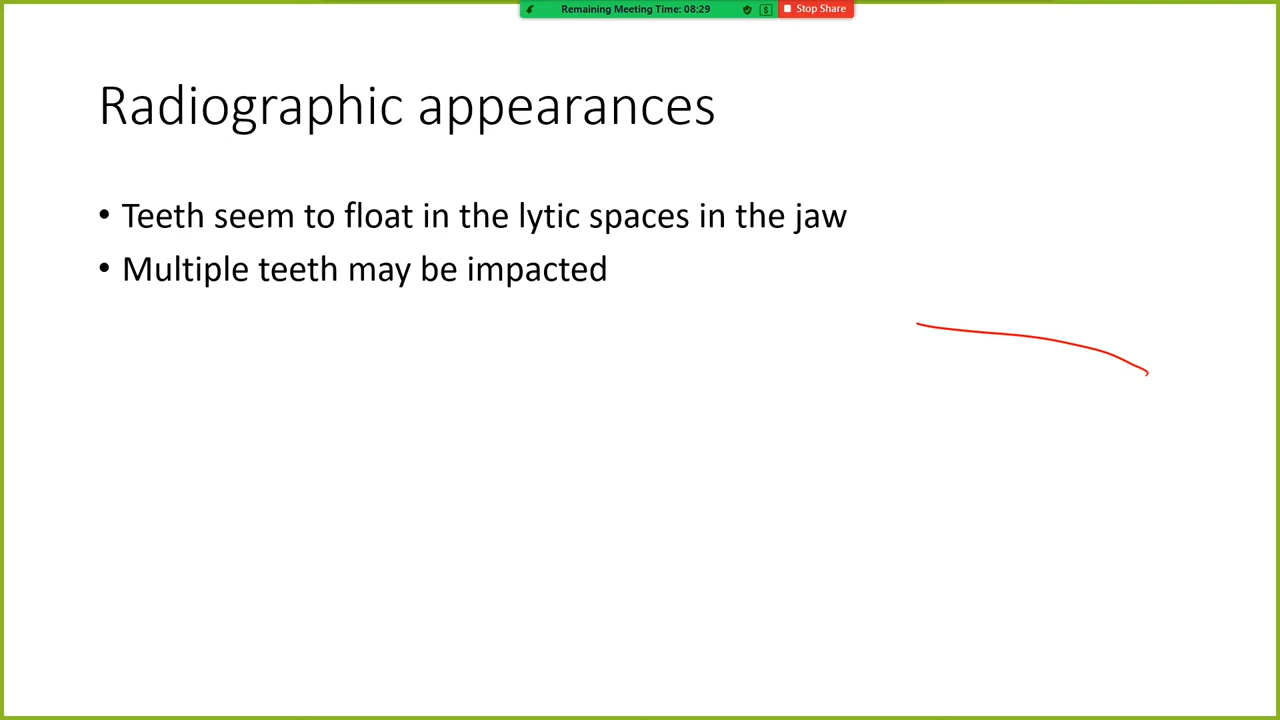 Remaining Meeting Time: 08:29 Stop Share
Radiographic appearances
• Teeth seem to float in the lytic spaces in the jaw
• Multiple teeth may be impacted